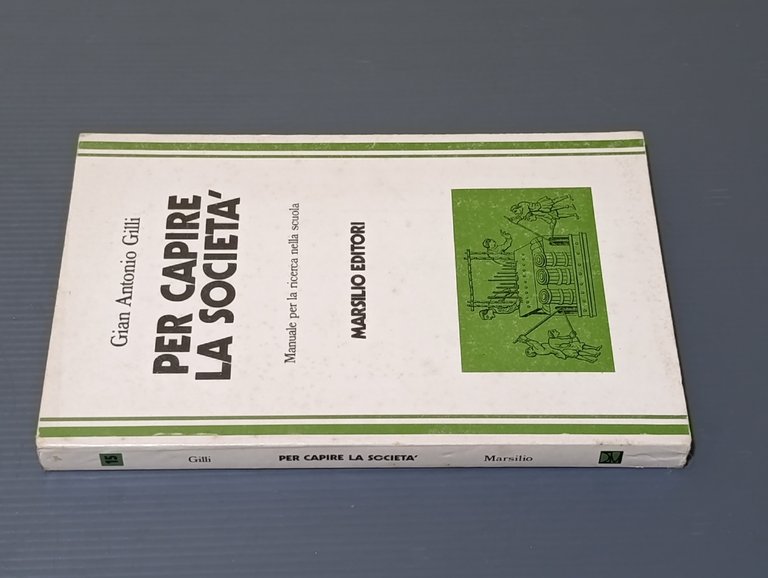 Gian Antonio Gilli
PER CAPIRE
LA SOCIETA'
Manuale per la ricerca nella scuola
MARSILIO EDITORI
15
Gilli
PER CAPIRE LA SOCIETA'
Marsilio